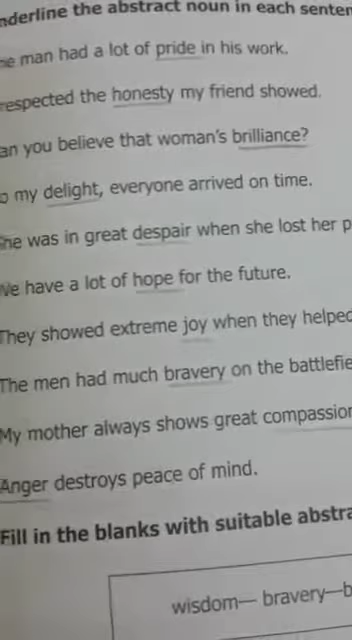 nderline the abstract noun in each senten
he man had a lot of pride in his work.
respected the honesty my friend showed.
an you believe that woman's brilliance?
o my delight, everyone arrived on time.
She was in great despair when she lost her p
We have a lot of hope for the future.
They showed extreme joy when they helped
The men had much bravery on the battlefie
My mother always shows great compassion
Anger destroys peace of mind.
Fill in the blanks with suitable abstra
wisdom— bravery—b